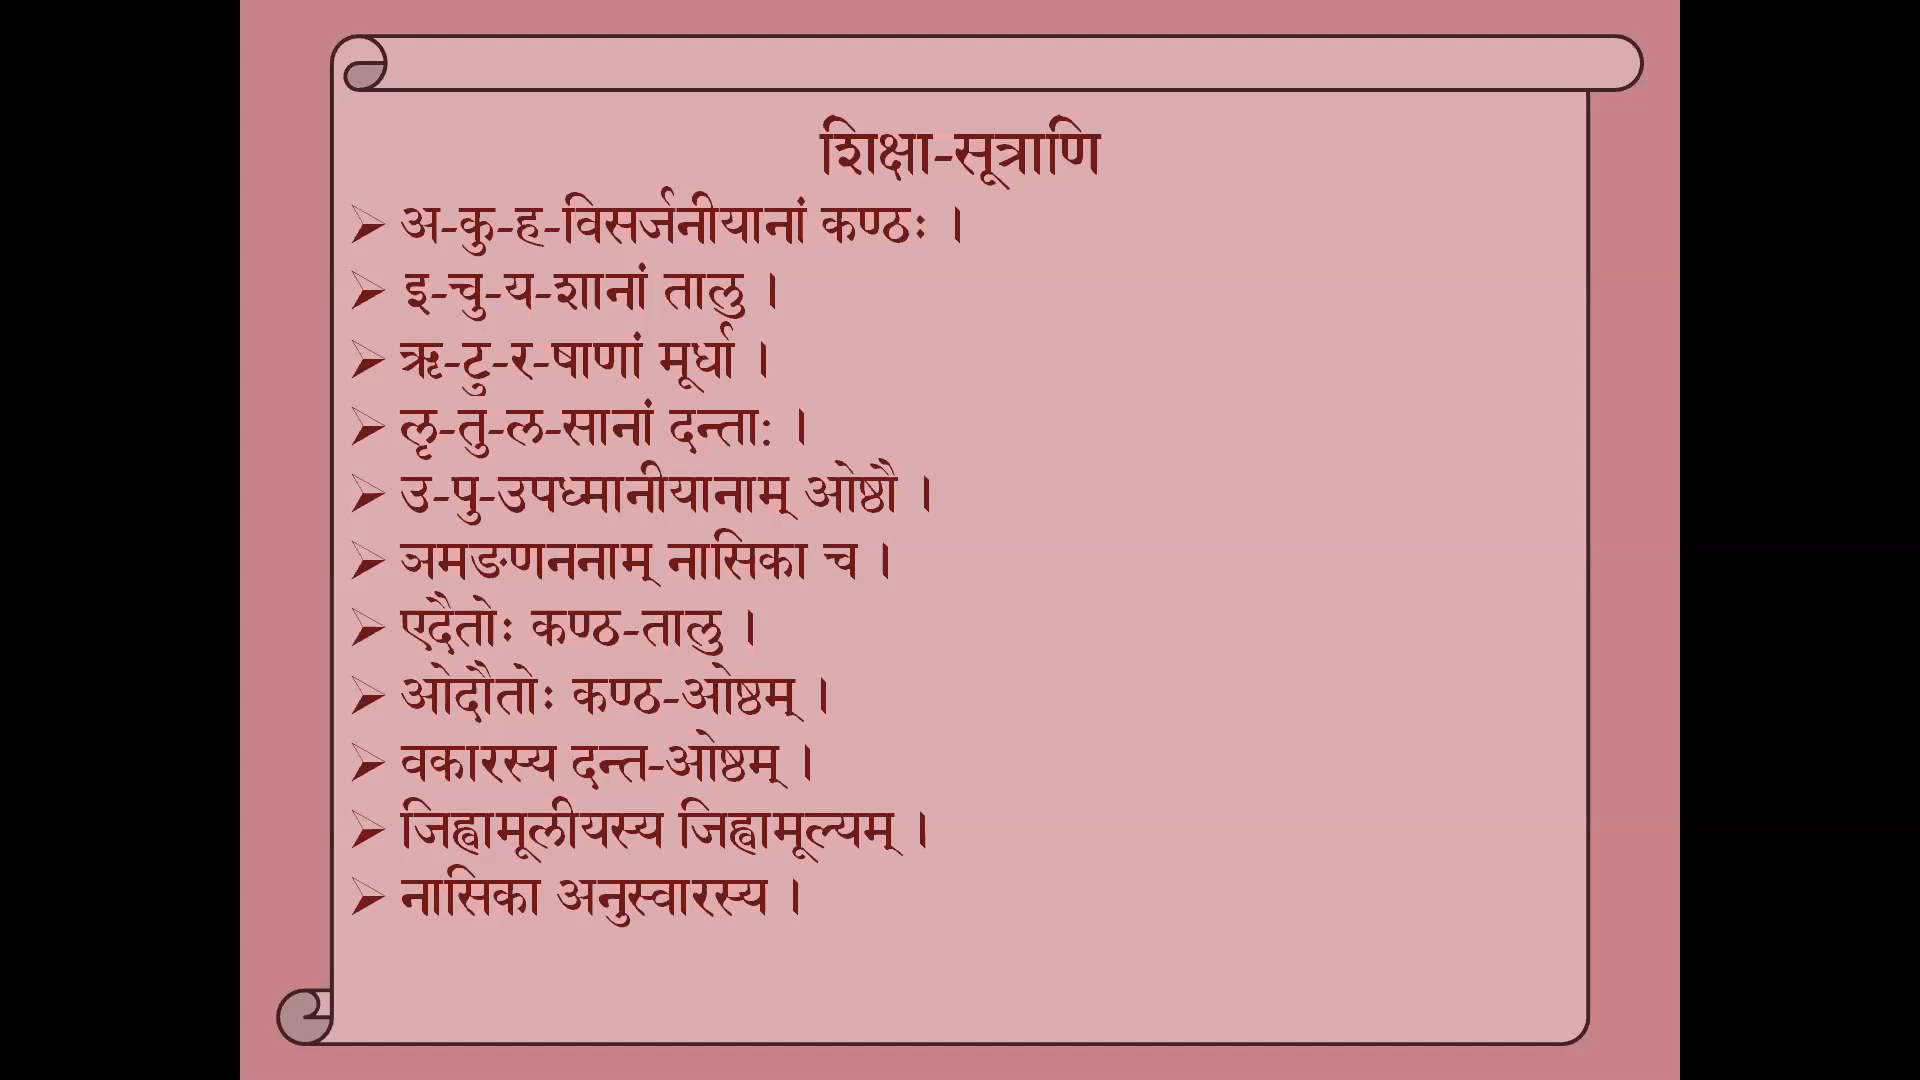 शिक्षा-सूत्राणि
अ-कु-ह-विसर्जनीयानां कण्ठः ।
इ-चु-य-शानां तालु ।
ऋ-टु-र-षाणां मूर्धा ।
लृ-तु-ल-सानां दन्ताः ।
उ-पु-उपध्मानीयानाम् ओष्ठौ ।
ञमङणननाम् नासिका च ।
एदैतोः कण्ठ-तालु ।
ओदौतोः कण्ठ-ओष्ठम् ।
वकारस्य दन्त-ओष्ठम् ।
जिह्वामूलीयस्य जिह्वामूल्यम् ।
नासिका अनुस्वारस्य ।